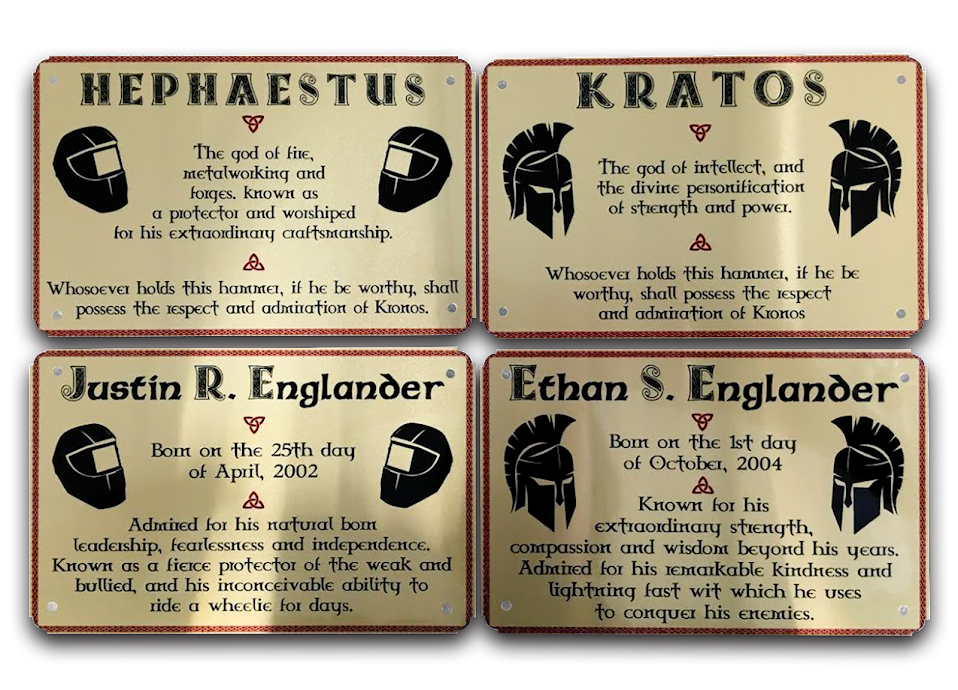 HEPHAESTUS
The god of fire,
metalworking and
forges. Known as
a protector and worshiped
for his extraordinary craftsmanship.
Whosoever holds this hammer, if he be worthy, shall
possess the respect and admiration of Kronos.
KRATOS
The god of intellect, and
the divine personification
of strength and power.
Whosoever holds this hammer, if he be
worthy, shall possess the respect
and admiration of Kronos
Justin R. Englander
Born on the 25th day
of April, 2002
Admired for his natural born
leadership, fearlessness and independence.
Known as a fierce protector of the weak and
bullied, and his inconceivable ability to
ride a wheelie for days.
Ethan S. Englander
Born on the 1st day
of October, 2004
Known for his
extraordinary strength,
compassion and wisdom beyond his years.
Admired for his remarkable kindness and
lightning fast wit which he uses
to conquer his enemies.